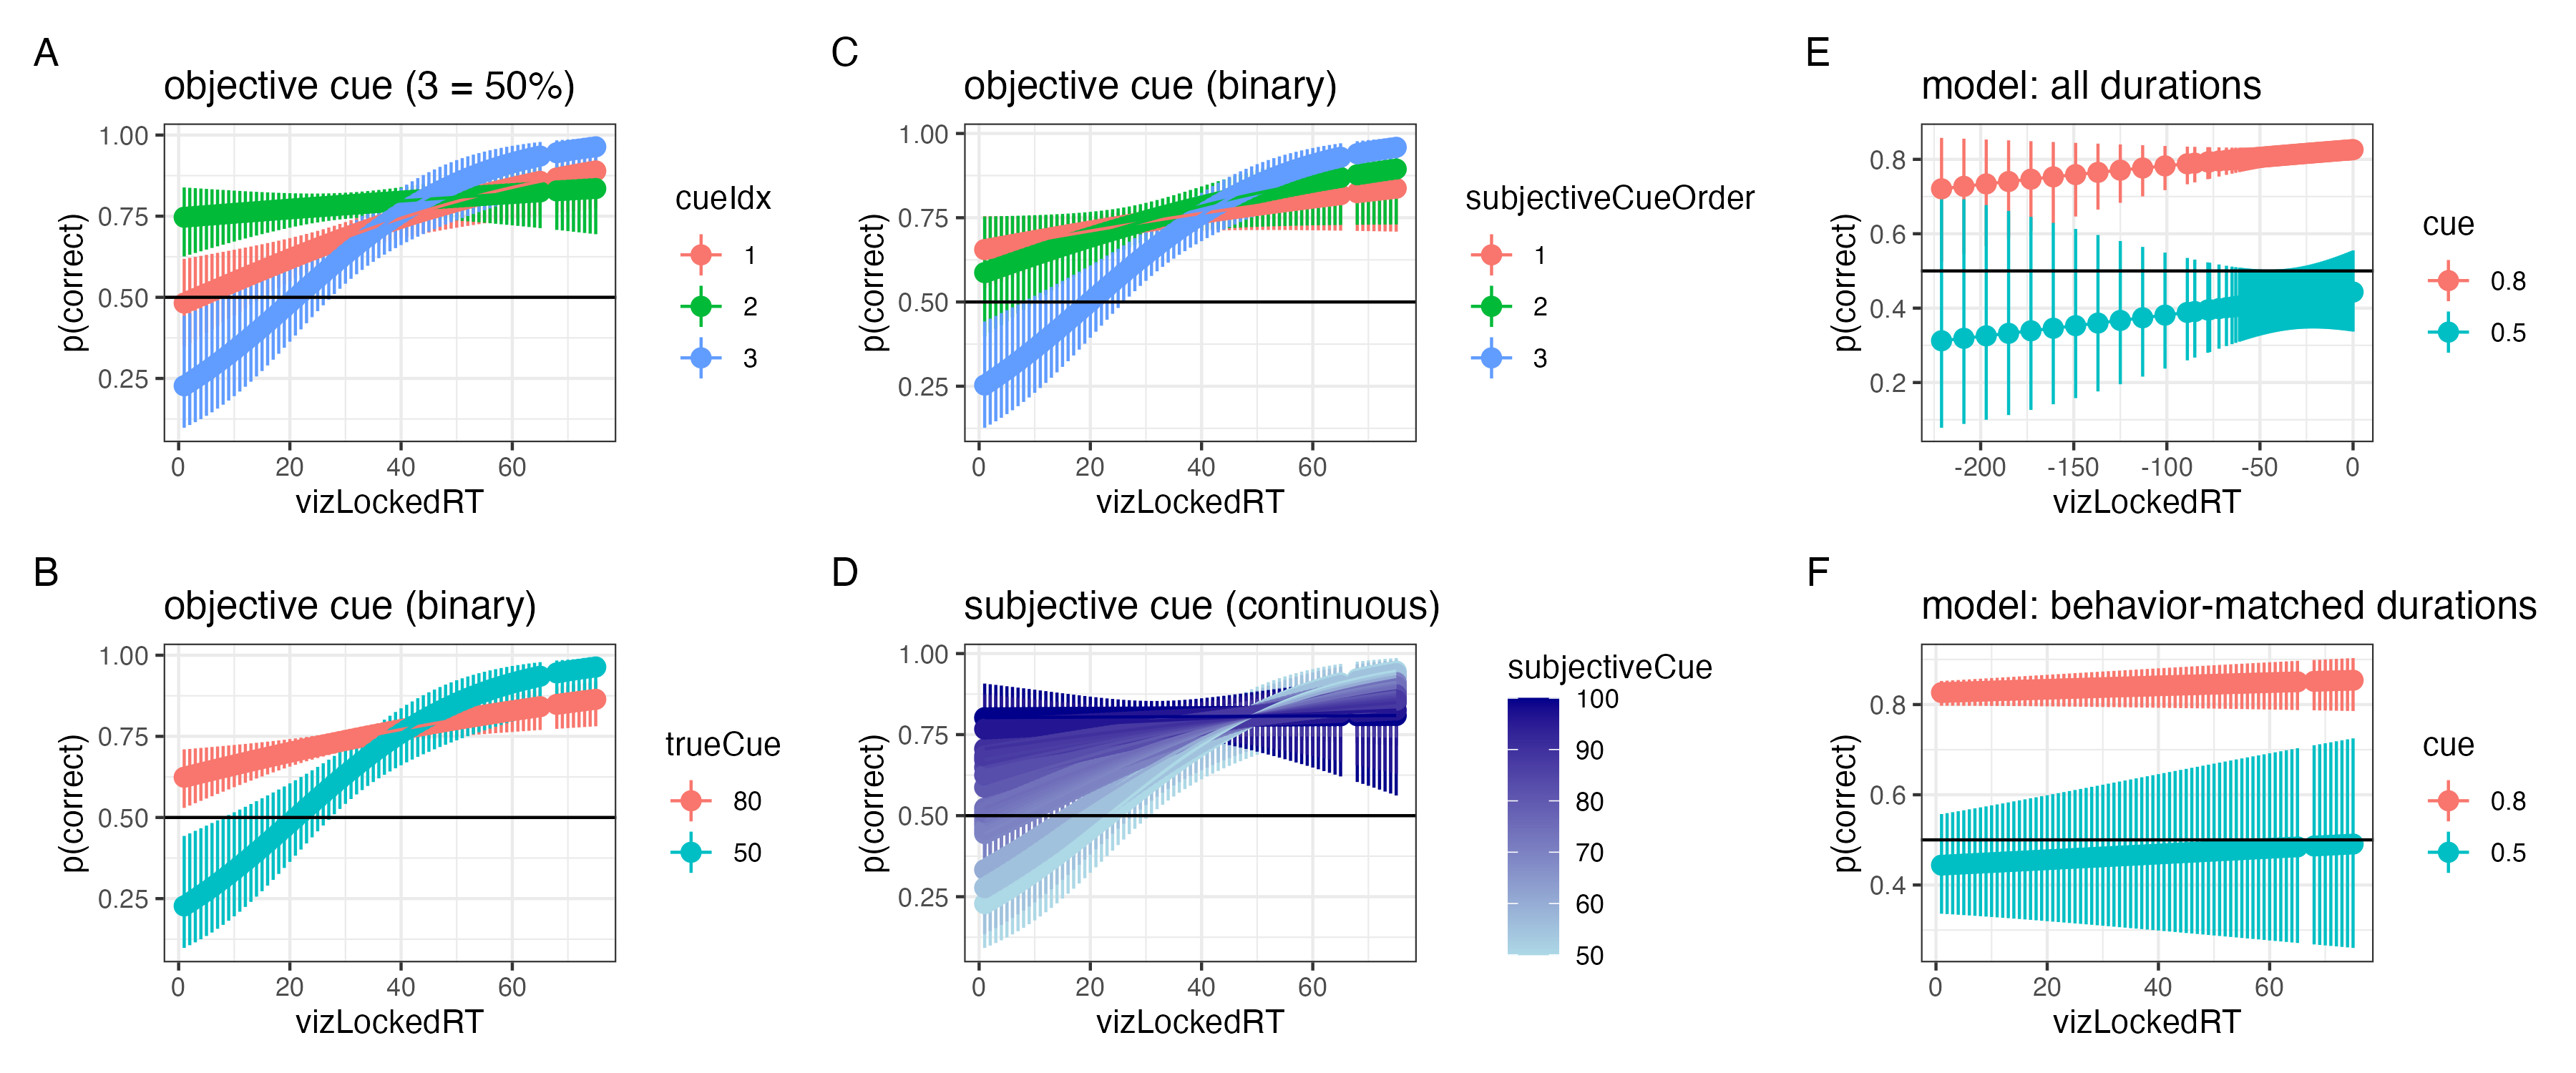 A
objective cue (3 = 50%)
1.00
0.75
0.50
0.25
p(correct)
0
20
40
60
vizLockedRT
cueIdx
1
2
3
B
objective cue (binary)
1.00
0.75
0.50
0.25
p(correct)
0
20
40
60
vizLockedRT
trueCue
80
50
C
objective cue (binary)
1.00
0.75
0.50
0.25
p(correct)
0
20
40
60
vizLockedRT
subjectiveCueOrder
1
2
3
D
subjective cue (continuous)
1.00
0.75
0.50
0.25
p(correct)
0
20
40
60
vizLockedRT
subjectiveCue
100
90
80
70
60
50
E
model: all durations
0.8
0.6
0.4
0.2
p(correct)
-200
-150
-100
-50
0
vizLockedRT
cue
0.8
0.5
F
model: behavior-matched durations
0.8
0.6
0.4
p(correct)
0
20
40
60
vizLockedRT
cue
0.8
0.5